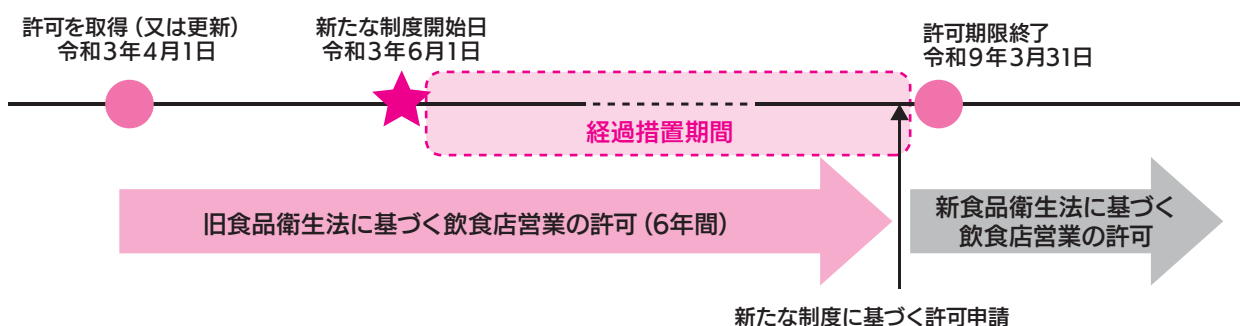 許可を取得（又は更新）
令和3年4月1日
新たな制度開始日
令和3年6月1日
許可期限終了
令和9年3月31日
経過措置期間
旧食品衛生法に基づく飲食店営業の許可（6年間）
新食品衛生法に基づく
飲食店営業の許可
新たな制度に基づく許可申請